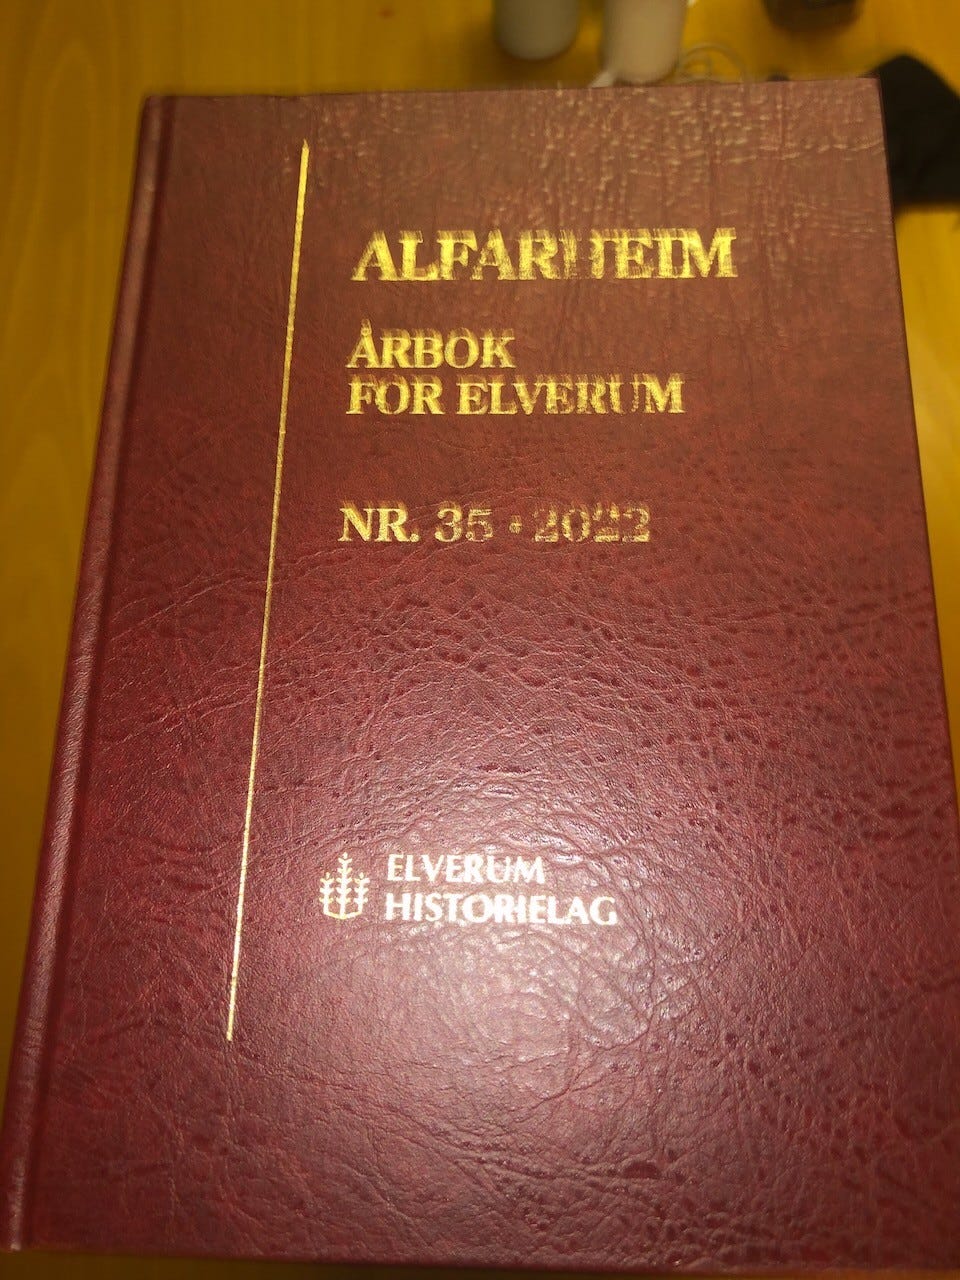 ALFARHEIM
ÅRBOK
FOR ELVERUM
NR. 35 • 2022
ELVERUM
HISTORIELAG